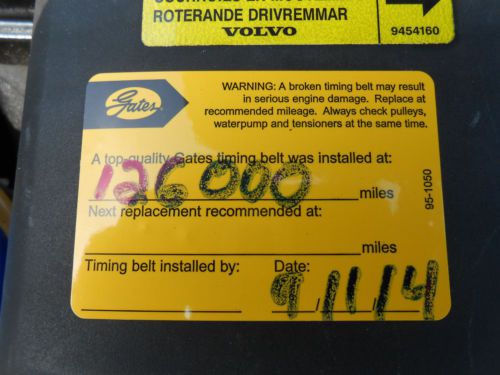 ROTERANDE DRIVREMMAR
VOLVO
9454160
Gates
WARNING: A broken timing belt may result
in serious engine damage. Replace at
recommended mileage. Always check pulleys,
waterpump and tensioners at the same time.
A top-quality Gates timing belt was installed at:
126000 miles
Next replacement recommended at:
miles
95-1050
Timing belt installed by: Date:
9/11/14